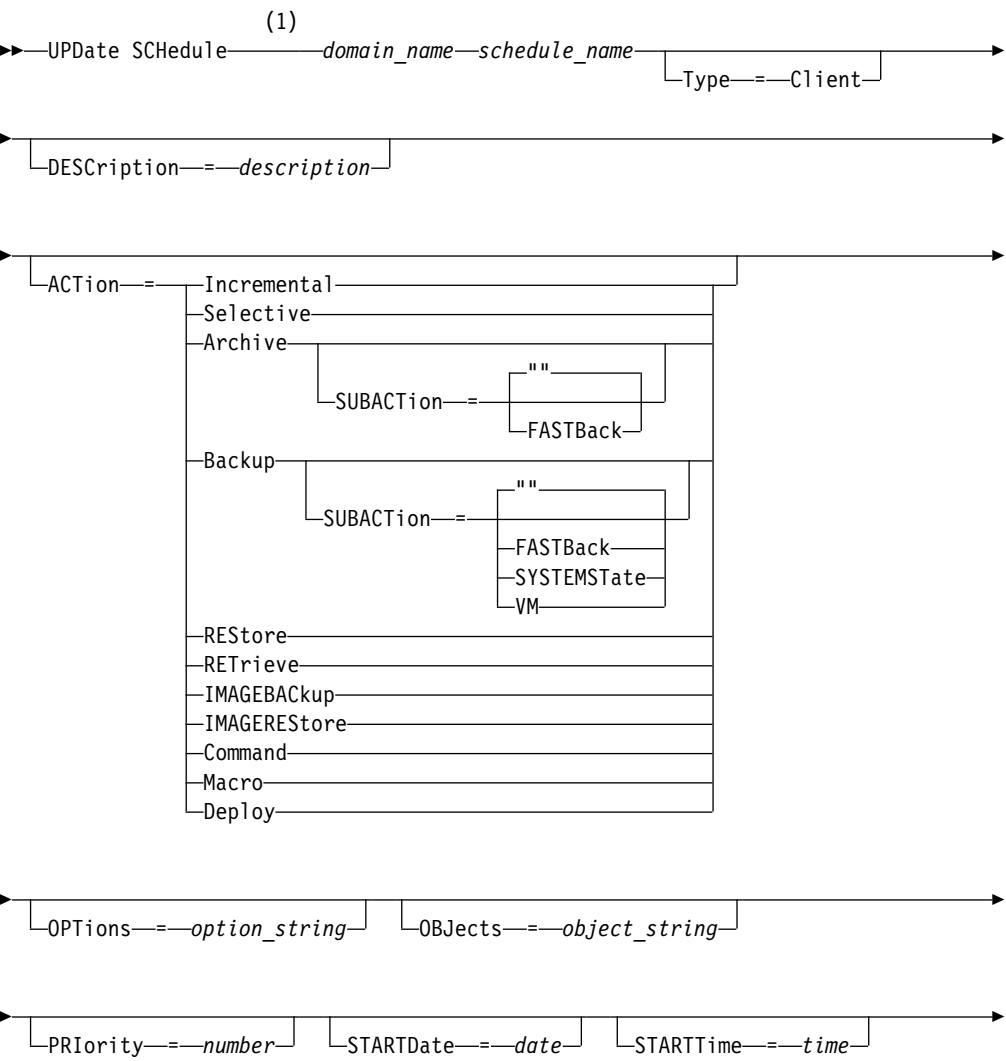 (1)
UPDate SCHedule domain_name schedule_name
Type = Client
DESCription = description
ACTion = Incremental
Selective
Archive
""
SUBACTion =
FASTBack
Backup
""
SUBACTion =
FASTBack
SYSTEMSTate
VM
REStore
RETrieve
IMAGEBACkup
IMAGEREStore
Command
Macro
Deploy
OPTions = option_string OBJects = object_string
PRIority = number STARTDate = date STARTTime = time